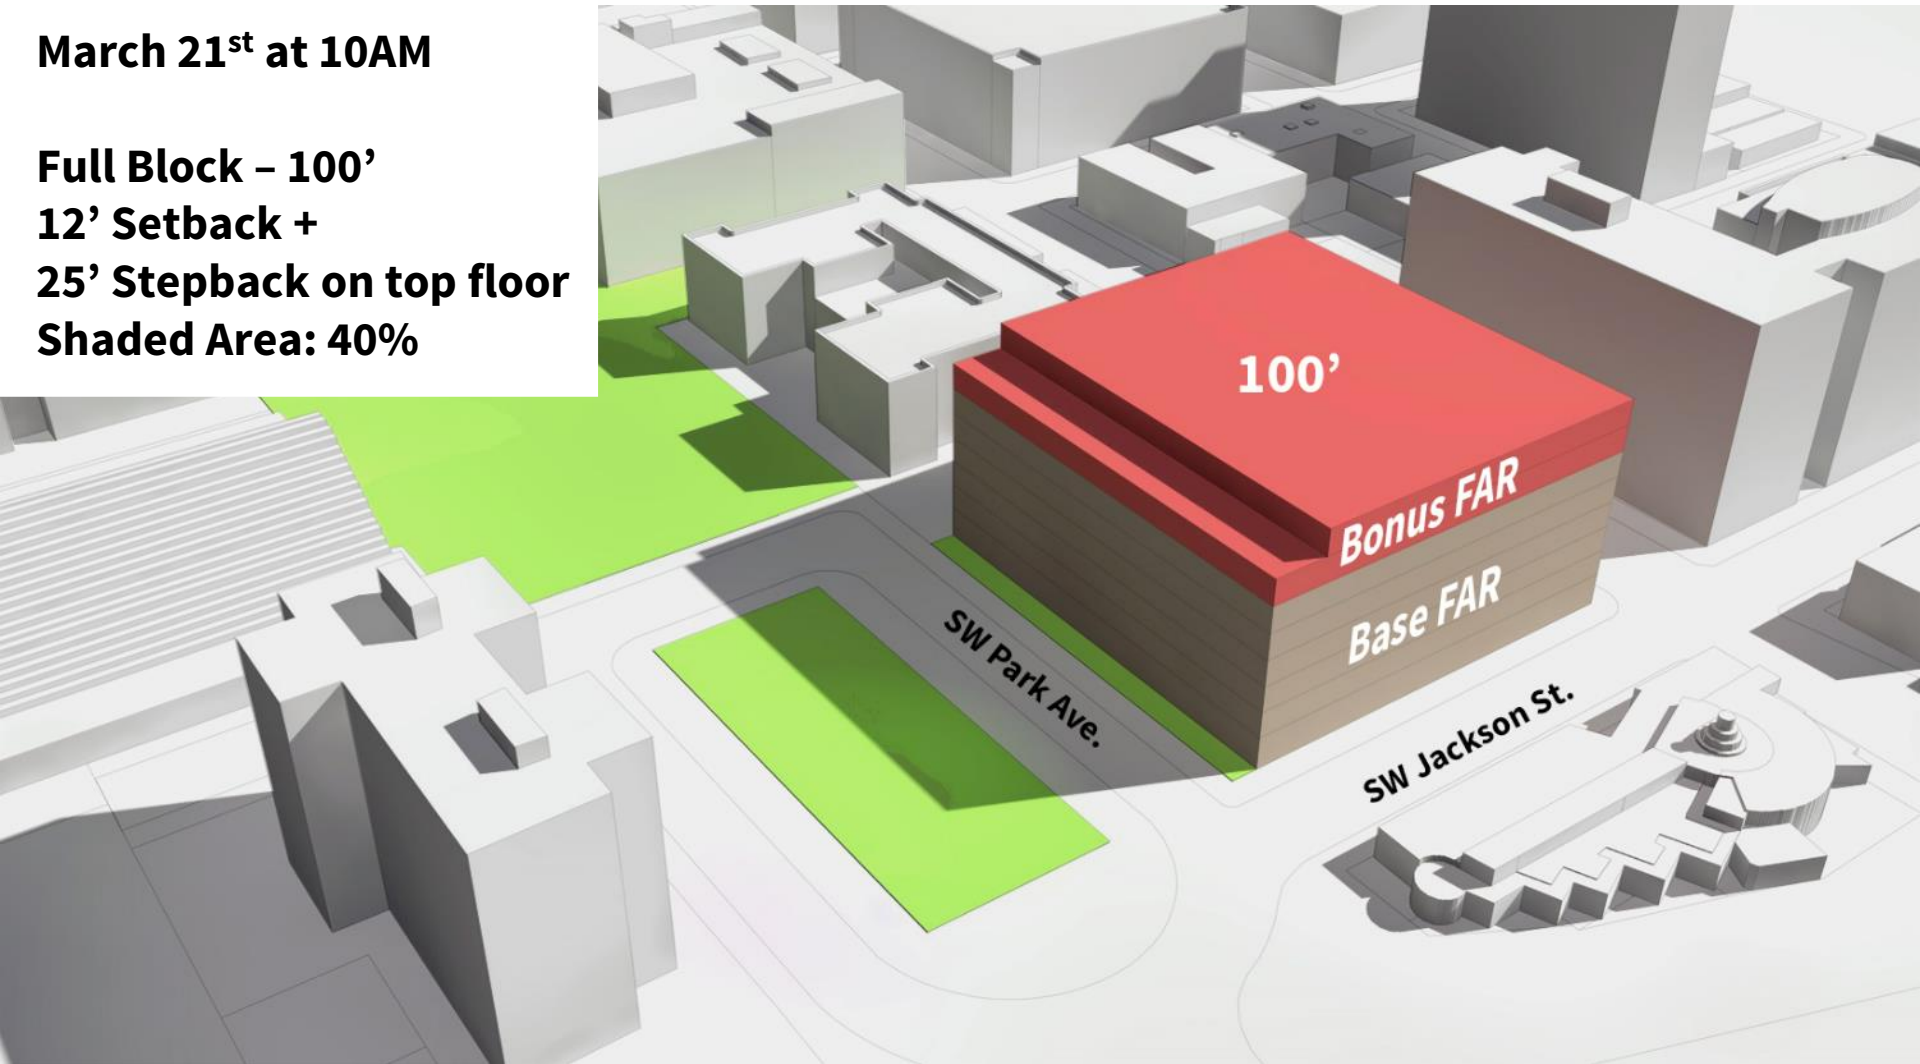 March 21st at 10AM
Full Block – 100’
12’ Setback +
25’ Stepback on top floor
Shaded Area: 40%
100’
Bonus FAR
Base FAR
SW Park Ave.
SW Jackson St.